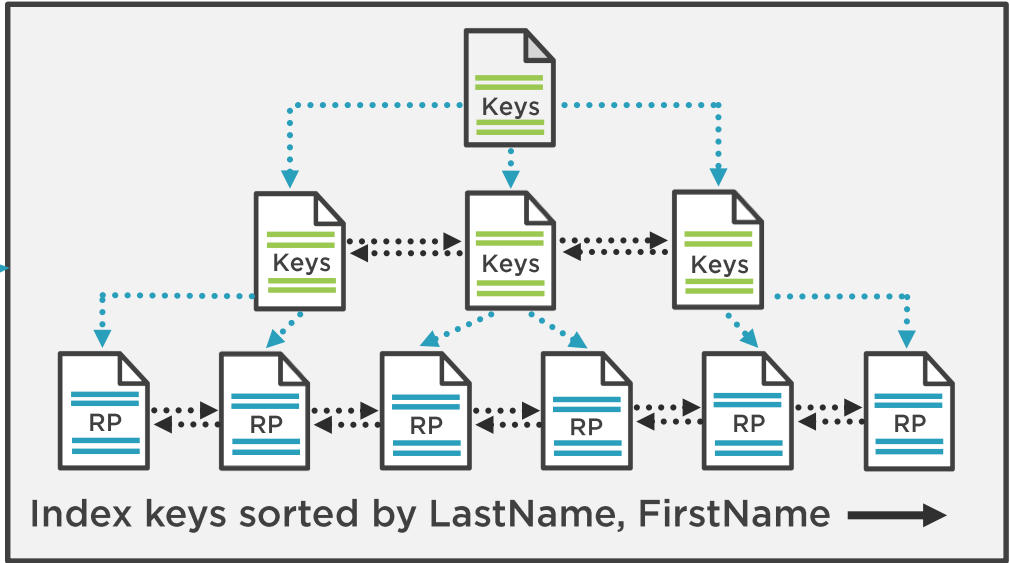 Keys
Keys Keys Keys
RP RP RP RP RP RP
Index keys sorted by LastName, FirstName